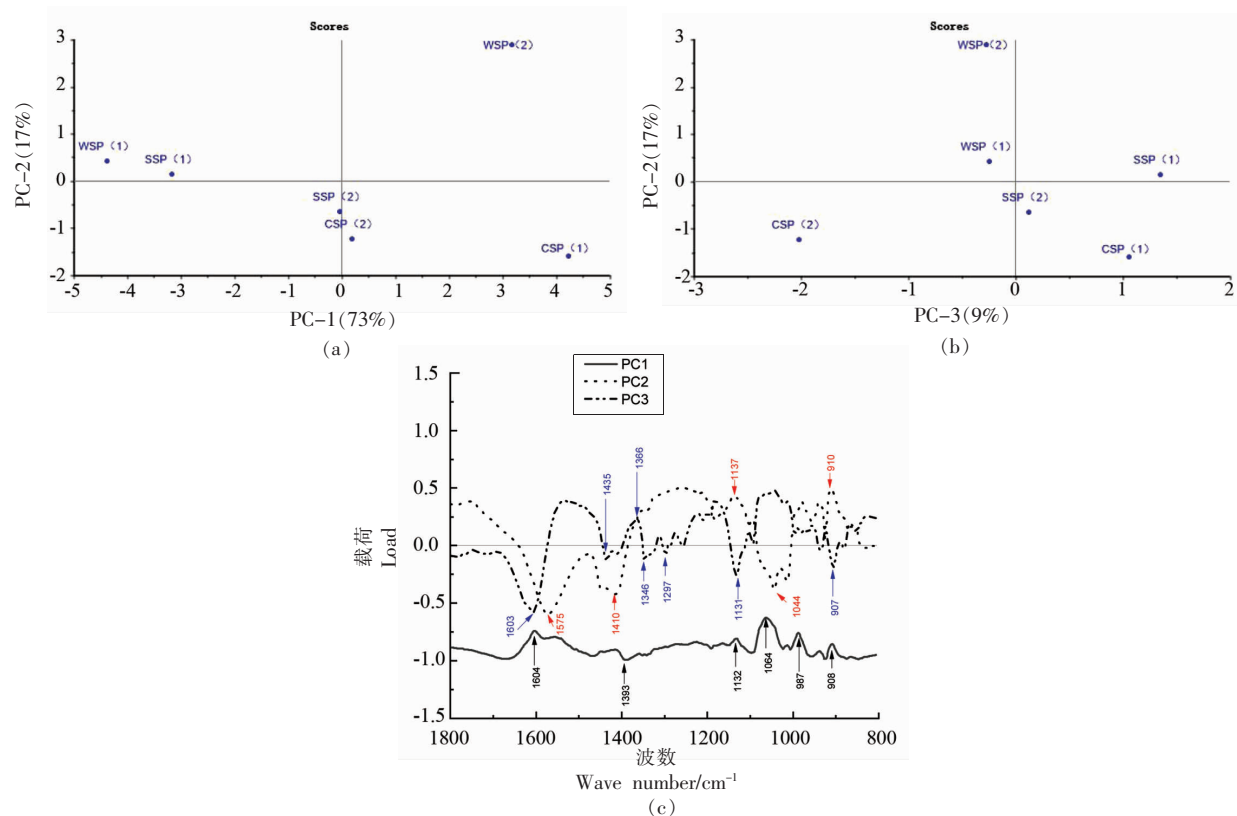 Scores
3
2
1
0
-1
-2
PC-2(17%)
WSP (2)
WSP (1)
SSP (1)
SSP (2)
CSP (2)
CSP (1)
-5
-4
-3
-2
-1
0
1
2
3
4
5
PC-1(73%)
(a)
Scores
3
2
1
0
-1
-2
PC-2(17%)
WSP (2)
WSP (1)
SSP (1)
SSP (2)
CSP (2)
CSP (1)
-3
-2
-1
0
1
2
PC-3(9%)
(b)
PC1
PC2
PC3
1.5
1.0
0.5
0.0
-0.5
-1.0
-1.5
载荷
Load
1435
1366
1137
910
1603
1575
1410
1346
1297
1131
1044
907
1604
1393
1132
1064
987
908
1800
1600
1400
1200
1000
800
波数
Wave number/cm⁻¹
(c)